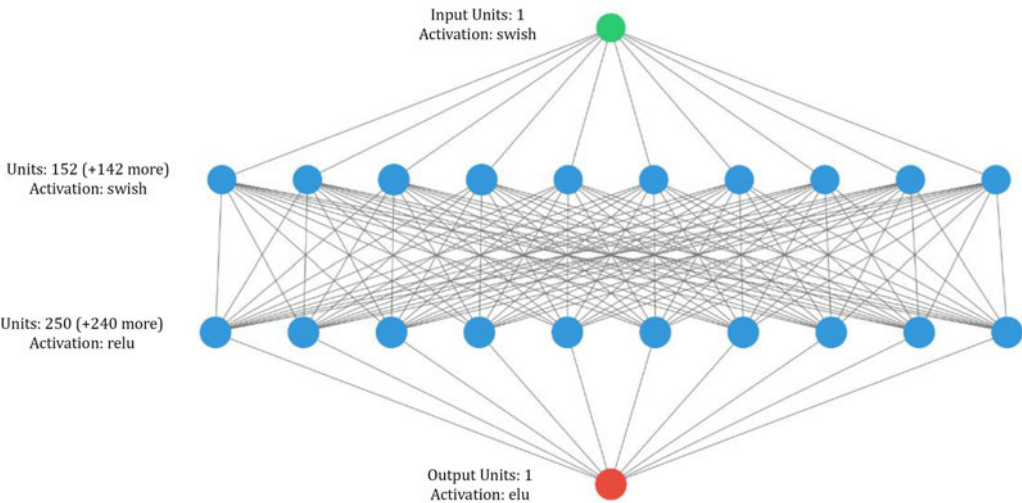 Input Units: 1
Activation: swish
Units: 152 (+142 more)
Activation: swish
Units: 250 (+240 more)
Activation: relu
Output Units: 1
Activation: elu